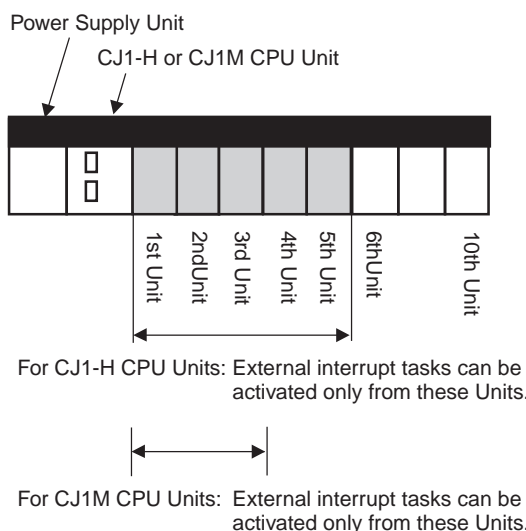 Power Supply Unit
CJ1-H or CJ1M CPU Unit
1st Unit
2ndUnit
3rd Unit
4th Unit
5th Unit
6thUnit
10th Unit
For CJ1-H CPU Units: External interrupt tasks can be
activated only from these Units.
For CJ1M CPU Units: External interrupt tasks can be
activated only from these Units.